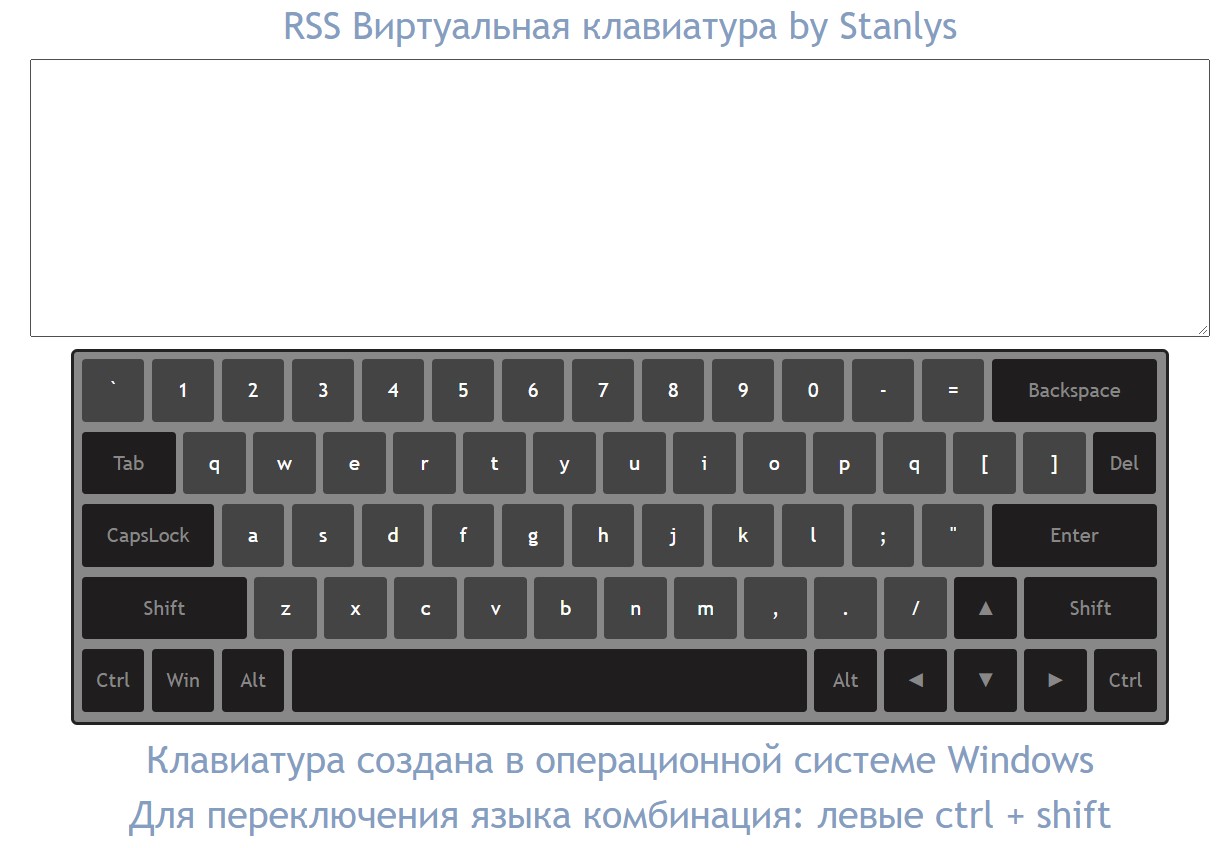 RSS Виртуальная клавиатура by Stanlys
` 1 2 3 4 5 6 7 8 9 0 - = Backspace
Tab q w e r t y u i o p q [ ] Del
CapsLock a s d f g h j k l ; " Enter
Shift z x c v b n m , . / ▲ Shift
Ctrl Win Alt Alt ◄ ▼ ► Ctrl
Клавиатура создана в операционной системе Windows
Для переключения языка комбинация: левые ctrl + shift